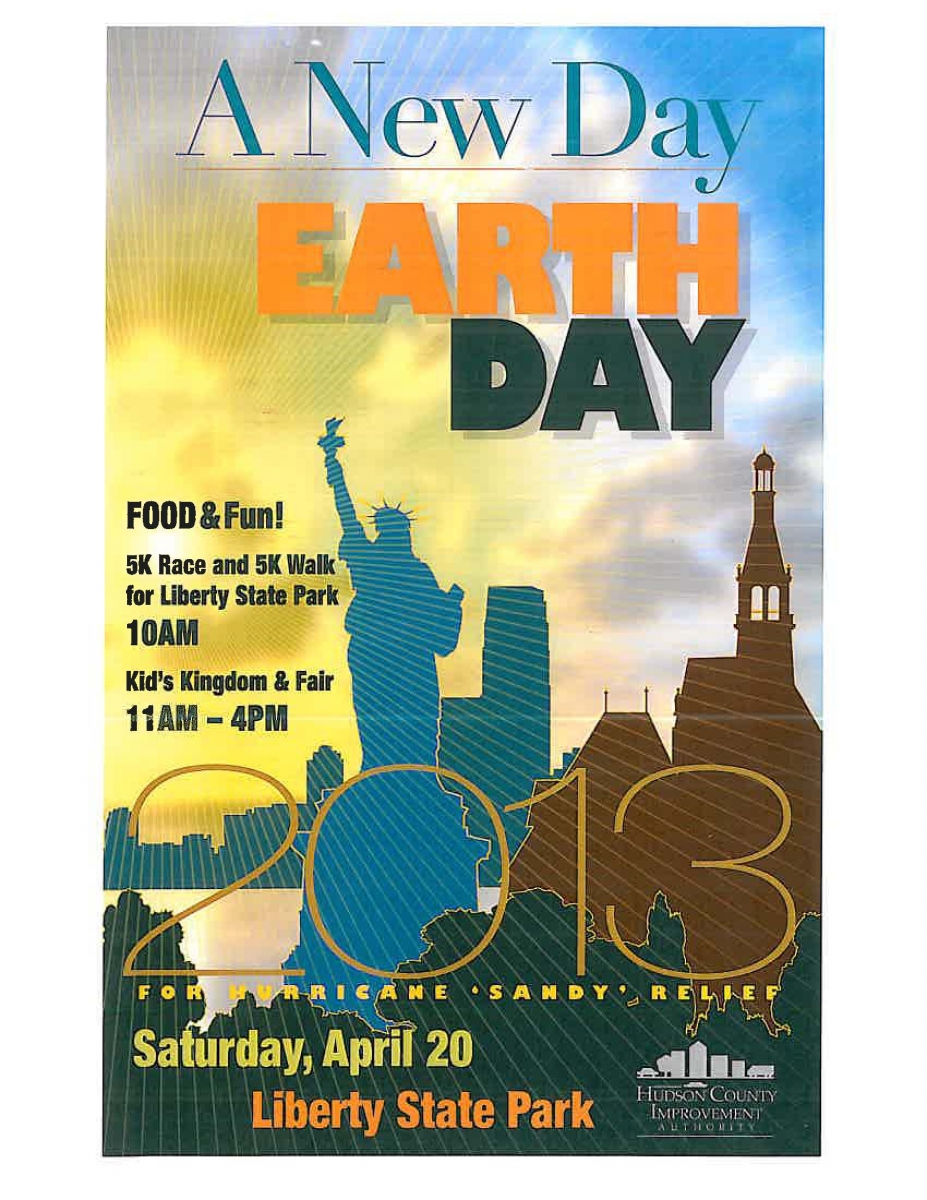 A New Day
EARTH
DAY
FOOD & Fun!
5K Race and 5K Walk
for Liberty State Park
10AM
Kid's Kingdom & Fair
11AM – 4PM
2013
FOR HURRICANE 'SANDY', RELIEF
Saturday, April 20
Liberty State Park
HUDSON COUNTY
IMPROVEMENT
AUTHORITY